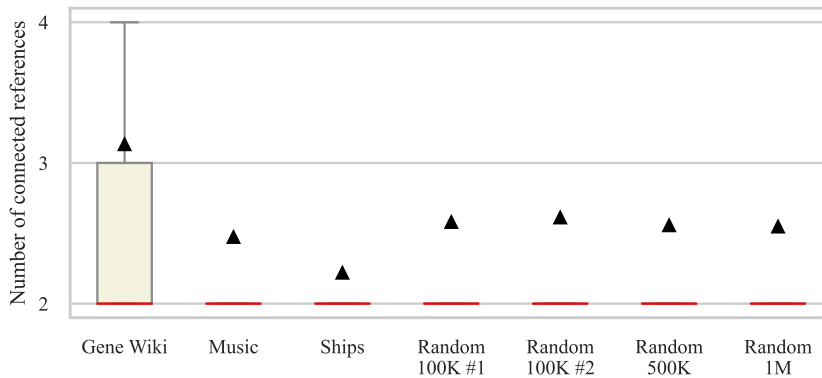 Number of connected references
4
3
2
Gene Wiki
Music
Ships
Random
100K #1
Random
100K #2
Random
500K
Random
1M